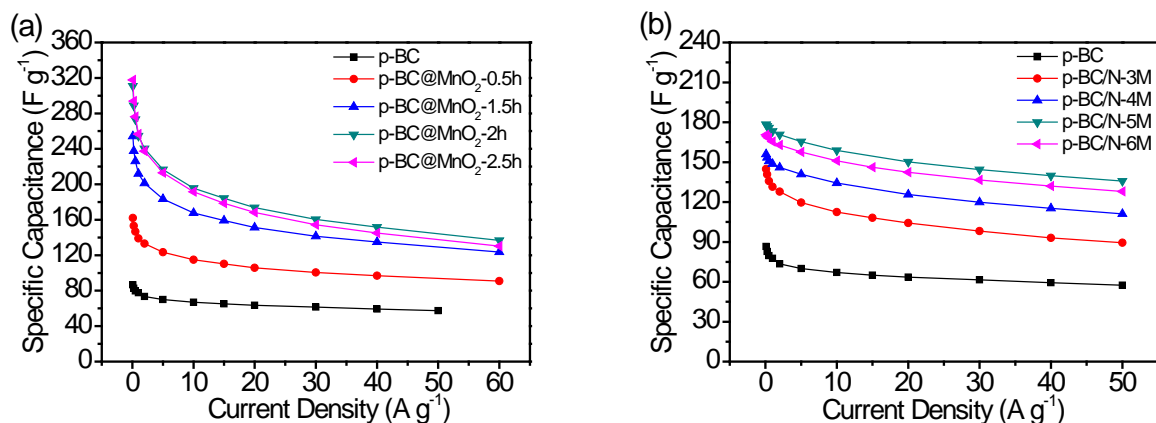 (a)
360
320
280
240
200
160
120
80
40
0
Specific Capacitance (F g⁻¹)
0 10 20 30 40 50 60
Current Density (A g⁻¹)
p-BC
p-BC@MnO₂-0.5h
p-BC@MnO₂-1.5h
p-BC@MnO₂-2h
p-BC@MnO₂-2.5h
(b)
240
210
180
150
120
90
60
30
0
Specific Capacitance (F g⁻¹)
0 10 20 30 40 50
Current Density (A g⁻¹)
p-BC
p-BC/N-3M
p-BC/N-4M
p-BC/N-5M
p-BC/N-6M